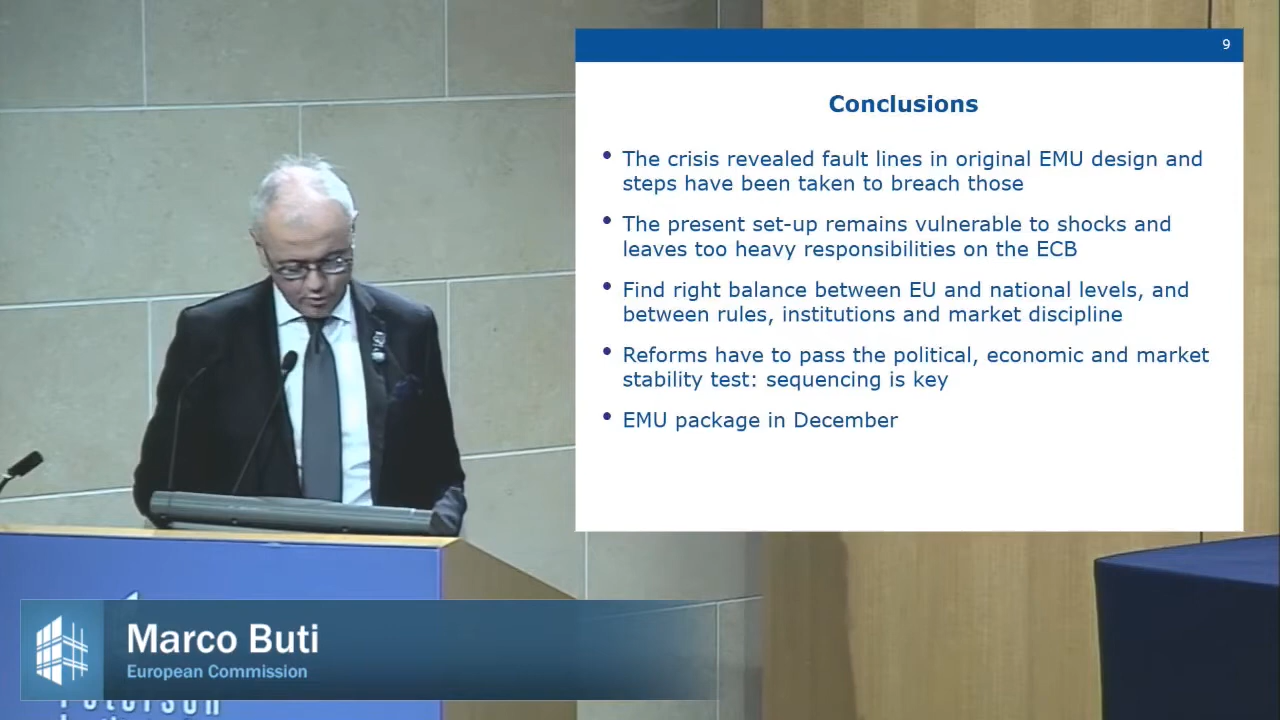 9
Conclusions
• The crisis revealed fault lines in original EMU design and
steps have been taken to breach those
• The present set-up remains vulnerable to shocks and
leaves too heavy responsibilities on the ECB
• Find right balance between EU and national levels, and
between rules, institutions and market discipline
• Reforms have to pass the political, economic and market
stability test: sequencing is key
• EMU package in December
Marco Buti
European Commission
Peterson